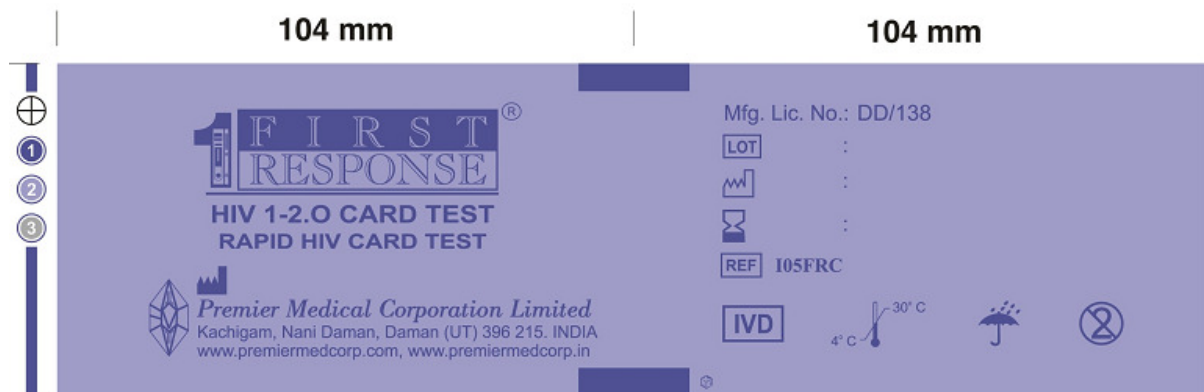 104 mm
104 mm
1
2
3
1 FIRST ®
RESPONSE
HIV 1-2.O CARD TEST
RAPID HIV CARD TEST
Premier Medical Corporation Limited
Kachigam, Nani Daman, Daman (UT) 396 215. INDIA
www.premiermedcorp.com, www.premiermedcorp.in
Mfg. Lic. No.: DD/138
LOT :
:
:
REF I05FRC
IVD
30° C
4° C
2